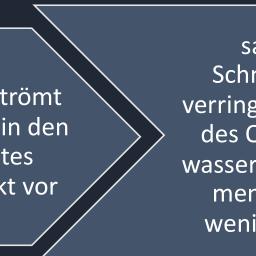 trömt
in den
tes
kt vor
sa
Schr
verring
des O
wasser
men
weni